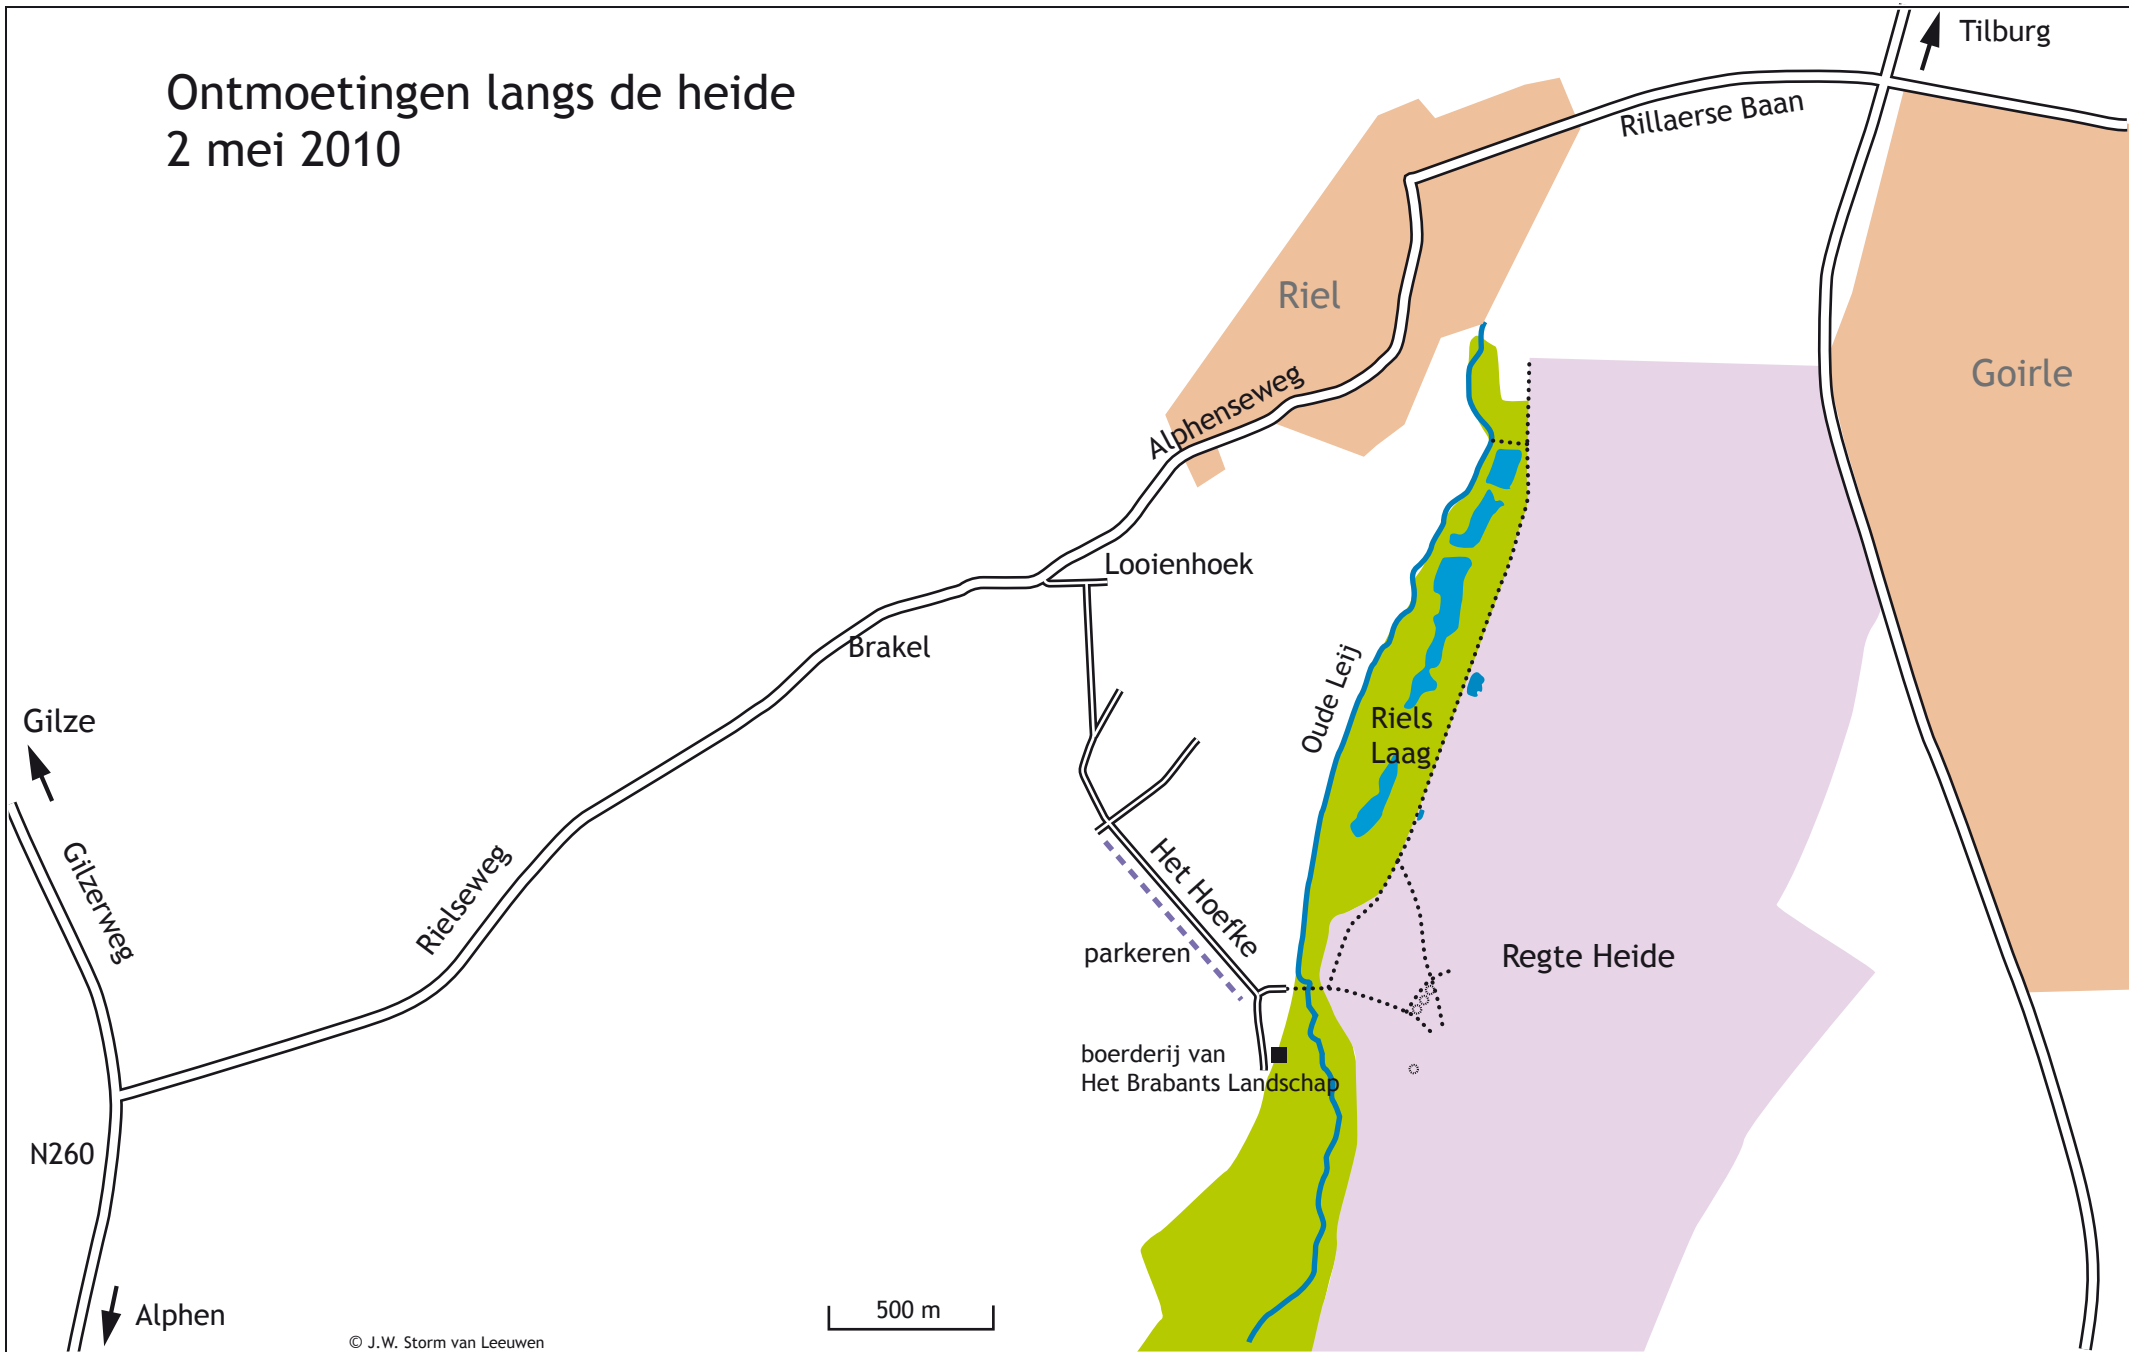 Ontmoetingen langs de heide
2 mei 2010
Tilburg
Rillaerse Baan
Riel
Goirle
Alphenseweg
Looienhoek
Brakel
Oude Leij
Riels
Laag
Gilze
Gilzerweg
Rielseweg
Het Hoefke
parkeren
Regte Heide
boerderij van
Het Brabants Landschap
N260
Alphen
500 m
© J.W. Storm van Leeuwen